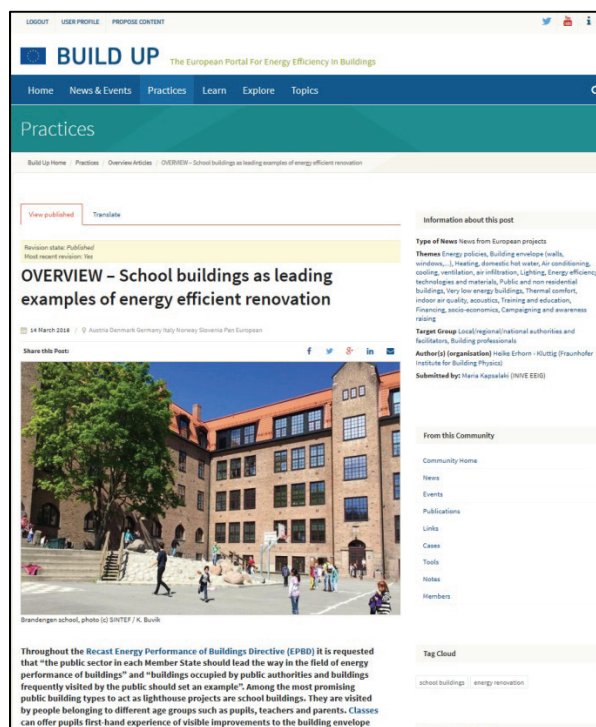 LOGOUT USER PROFILE PROPOSE CONTENT
BUILD UP The European Portal For Energy Efficiency in Buildings
Home News & Events Practices Learn Explore Topics
Practices
Build Up Home / Practices / Overview Articles / OVERVIEW – School buildings as leading examples of energy efficient renovation
View published Translate
Revision state: Published
Most recent revision: Yes
OVERVIEW – School buildings as leading
examples of energy efficient renovation
14 March 2016 / Austria Denmark Germany Italy Norway Slovenia Pan European
Share this Post:
Brandengen school, photo (c) SINTEF / K. Buvik
Throughout the Recast Energy Performance of Buildings Directive (EPBD) it is requested
that “the public sector in each Member State should lead the way in the field of energy
performance of buildings” and “buildings occupied by public authorities and buildings
frequently visited by the public should set an example”. Among the most promising
public building types to act as lighthouse projects are school buildings. They are visited
by people belonging to different age groups such as pupils, teachers and parents. Classes
can offer pupils first-hand experience of visible improvements to the building envelope
Information about this post
Type of News News from European projects
Themes Energy policies, Building envelope (walls,
windows,...), Heating, domestic hot water, Air conditioning,
cooling, ventilation, air infiltration, Lighting, Energy efficiency
technologies and materials, Public and non residential
buildings, Very low energy buildings, Thermal comfort,
indoor air quality, acoustics, Training and education,
Financing, socio-economics, Campaigning and awareness
raising
Target Group Local/regional/national authorities and
facilitators, Building professionals
Author(s) (organisation) Heike Erhorn - Kluttig (Fraunhofer
Institute for Building Physics)
Submitted by: Maria Kapsalaki (INIVE EEIG)
From this Community
Community Home
News
Events
Publications
Links
Cases
Tools
Notes
Members
Tag Cloud
school buildings energy renovation